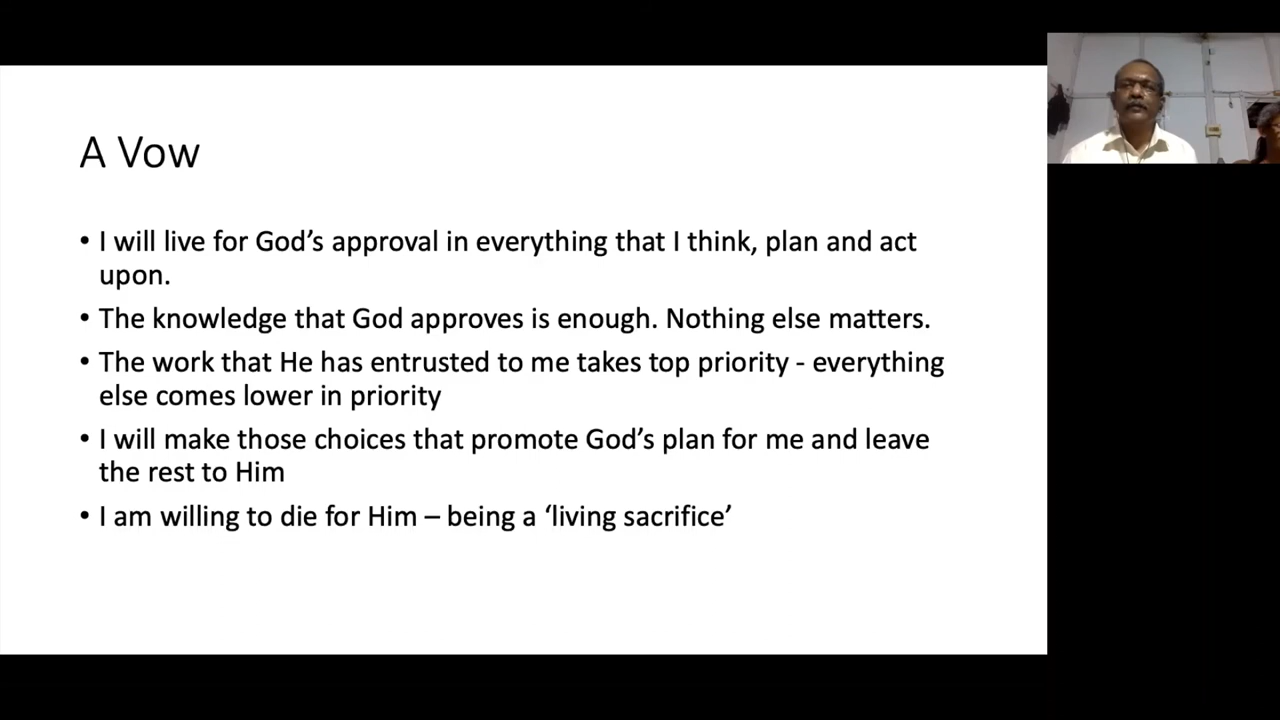 A Vow
• I will live for God’s approval in everything that I think, plan and act
upon.
• The knowledge that God approves is enough. Nothing else matters.
• The work that He has entrusted to me takes top priority - everything
else comes lower in priority
• I will make those choices that promote God’s plan for me and leave
the rest to Him
• I am willing to die for Him – being a ‘living sacrifice’